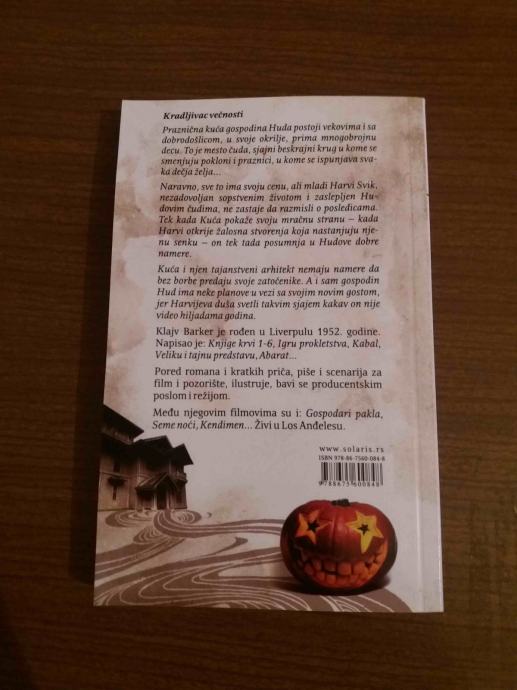 Kradljivac večnosti
Praznična kuća gospodina Huda postoji vekovima i sa
dobrodošlicom, u svoje okrilje, prima mnogobrojnu
decu. To je mesto čuda, sjajni beskrajni krug u kome se
smenjuju pokloni i praznici, u kome se ispunjava sva-
ka dečja želja...
Naravno, sve to ima svoju cenu, ali mladi Harvi Svik,
nezadovoljan sopstvenim životom i zaslepljen Hu-
dovim čudima, ne zastaje da razmisli o posledicama.
Tek kada Kuća pokaže svoju mračnu stranu – kada
Harvi otkrije žalosna stvorenja koja nastanjuju nje-
nu senku – on tek tada posumnja u Hudove dobre
namere.
Kuća i njen tajanstveni arhitekt nemaju namere da
bez borbe predaju svoje zatočenike. A i sam gospodin
Hud ima neke planove u vezi sa svojim novim gostom,
jer Harvijeva duša svetli takvim sjajem kakav on nije
video hiljadama godina.
Klajv Barker je rođen u Liverpulu 1952. godine.
Napisao je: Knjige krvi 1-6, Igru prokletstva, Kabal,
Veliku i tajnu predstavu, Abarat...
Pored romana i kratkih priča, piše i scenarija za
film i pozorište, ilustruje, bavi se producentskim
poslom i režijom.
Među njegovim filmovima su i: Gospodari pakla,
Seme noći, Kendimen... Živi u Los Anđelesu.
www.solaris.rs
ISBN 978-86-7560-084-8
9788675600848